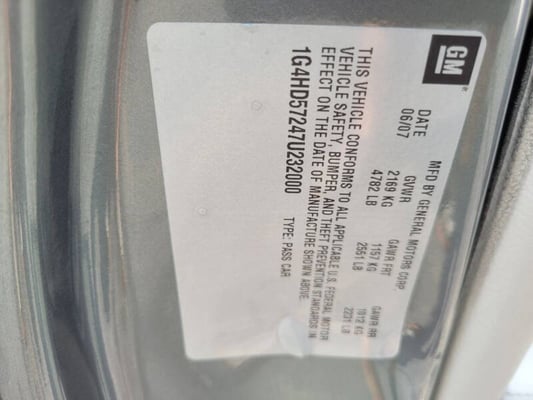 GM
MFD BY GENERAL MOTORS CORP
DATE GVWR GAWR FRT GAWR RR
06/07 2169 KG 1157 KG 1012 KG
4782 LB 2551 LB 2231 LB
THIS VEHICLE CONFORMS TO ALL APPLICABLE U.S. FEDERAL MOTOR
VEHICLE SAFETY, BUMPER, AND THEFT PREVENTION STANDARDS IN
EFFECT ON THE DATE OF MANUFACTURE SHOWN ABOVE.
1G4HD57247U232000 TYPE: PASS CAR